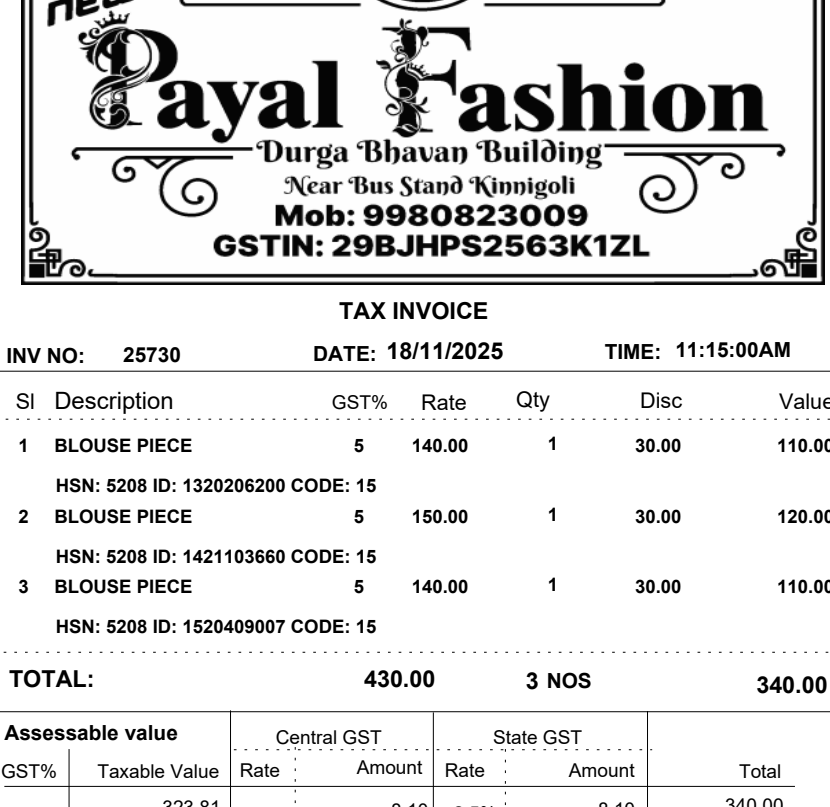 new
Payal Fashion
Durga Bhavan Building
Near Bus Stand Kinnigoli
Mob: 9980823009
GSTIN: 29BJHPS2563K1ZL
TAX INVOICE
INV NO: 25730 DATE: 18/11/2025 TIME: 11:15:00AM
Sl Description GST% Rate Qty Disc Value
1 BLOUSE PIECE 5 140.00 1 30.00 110.00
HSN: 5208 ID: 1320206200 CODE: 15
2 BLOUSE PIECE 5 150.00 1 30.00 120.00
HSN: 5208 ID: 1421103660 CODE: 15
3 BLOUSE PIECE 5 140.00 1 30.00 110.00
HSN: 5208 ID: 1520409007 CODE: 15
TOTAL: 430.00 3 NOS 340.00
Assessable value Central GST State GST
GST% Taxable Value Rate Amount Rate Amount Total
323.81 340.00